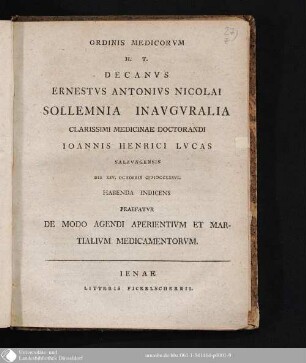 ORDINIS MEDICORVM
H. T.
DECANVS
ERNESTVS ANTONIVS NICOLAI
SOLLEMNIA INAVGVRALIA
CLARISSIMI MEDICINAE DOCTORANDI
IOANNIS HENRICI LVCAS
SALZVNGENSIS
HABENDA INDICENS
PRAEFATVR
DE MODO AGENDI APERIENTIVM ET MAR-
TIALIVM MEDICAMENTORVM.
IENAE
LITTERIS FICKELSCHERRII.